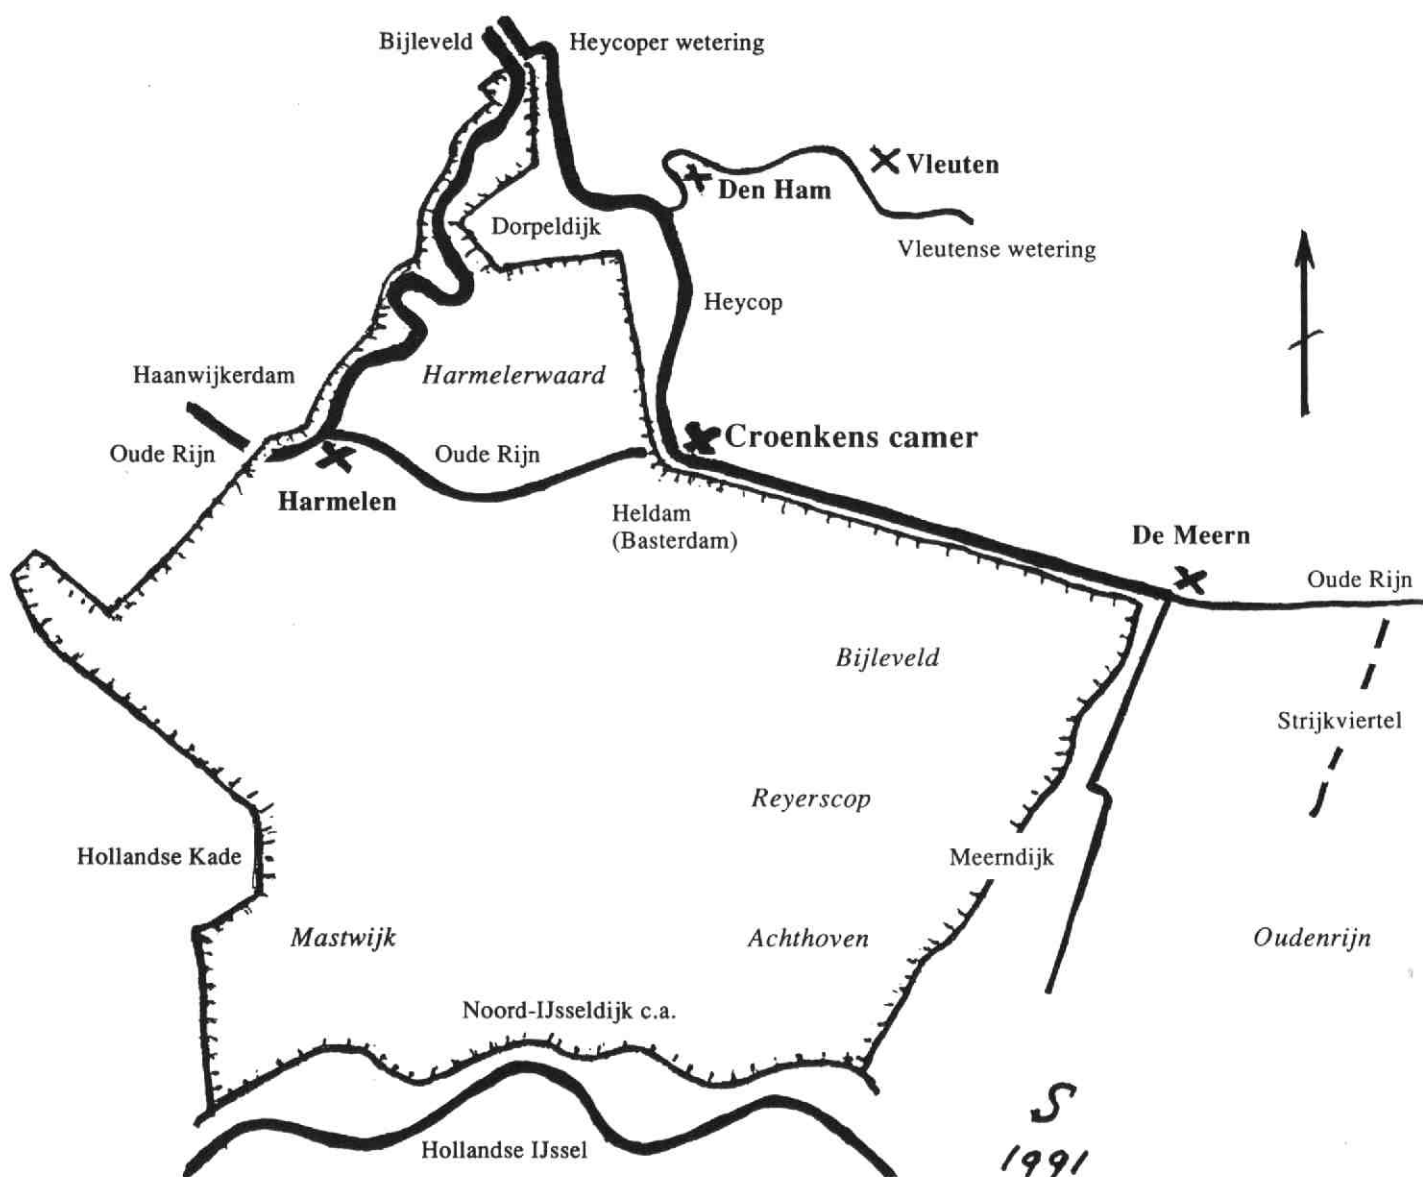 Bijleveld
Heycoper wetering
Vleuten
Den Ham
Dorpeldijk
Vleutense wetering
Heycop
Haanwijkerdam
Harmelerwaard
Croenkens camer
Oude Rijn
Oude Rijn
Harmelen
Heldam
(Basterdam)
De Meern
Oude Rijn
Bijleveld
Strijkviertel
Reyerscop
Hollandse Kade
Meerndijk
Mastwijk
Achthoven
Oudenrijn
Noord-IJsseldijk c.a.
S
1991
Hollandse IJssel